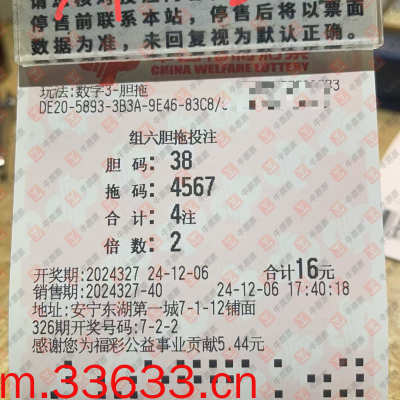 停售前联系本站，停售后将以票面
数据为准，未回复视为默认正确。
CHINA WELFARE LOTTERY
玩法:数字3-胆拖
DE20-5893-3B3A-9E46-83C8/
组六胆拖投注
胆 码: 38
拖 码: 4567
合 计: 4注
倍 数: 2
开奖期:2024327 24-12-06 合计16元
销售期:2024327-40 24-12-06 17:40:18
地址:安宁东湖第一城7-1-12铺面
326期开奖号码:7-2-2
感谢您为福彩公益事业贡献5.44元
m.33633.cn